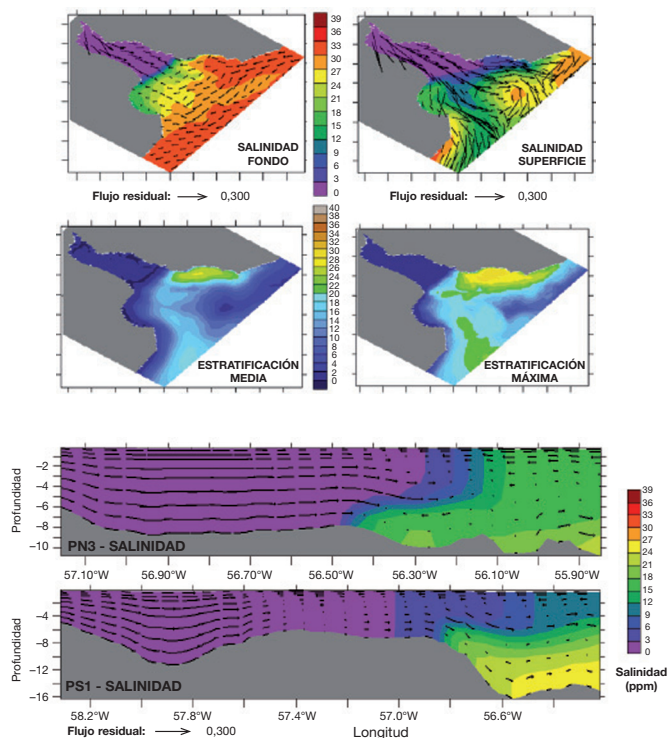 39
36
33
30
27
24
21
18
15
12
9
6
3
0
SALINIDAD
FONDO
SALINIDAD
SUPERFICIE
Flujo residual: 0,300
Flujo residual: 0,300
40
38
36
34
32
30
28
26
24
22
20
18
16
14
12
10
8
6
4
2
0
ESTRATIFICACIÓN
MEDIA
ESTRATIFICACIÓN
MÁXIMA
Profundidad
-2
-4
-6
-8
-10
PN3 - SALINIDAD
57.10°W 56.90°W 56.70°W 56.50°W 56.30°W 56.10°W 55.90°W
Profundidad
-4
-8
-12
-16
PS1 - SALINIDAD
58.2°W 57.8°W 57.4°W 57.0°W 56.6°W
Flujo residual: 0,300
Longitud
39
36
33
30
27
24
21
18
15
12
9
6
3
0
Salinidad
(ppm)